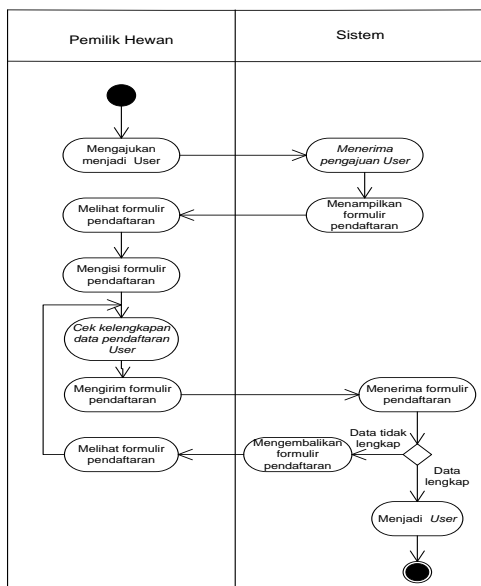 Pemilik Hewan
Sistem
Mengajukan
menjadi User
Menerima
pengajuan User
Melihat formulir
pendaftaran
Menampilkan
formulir
pendaftaran
Mengisi formulir
pendaftaran
Cek kelengkapan
data pendaftaran
User
Mengirim formulir
pendaftaran
Menerima formulir
pendaftaran
Melihat formulir
pendaftaran
Mengembalikan
formulir
pendaftaran
Data tidak
lengkap
Data
lengkap
Menjadi User